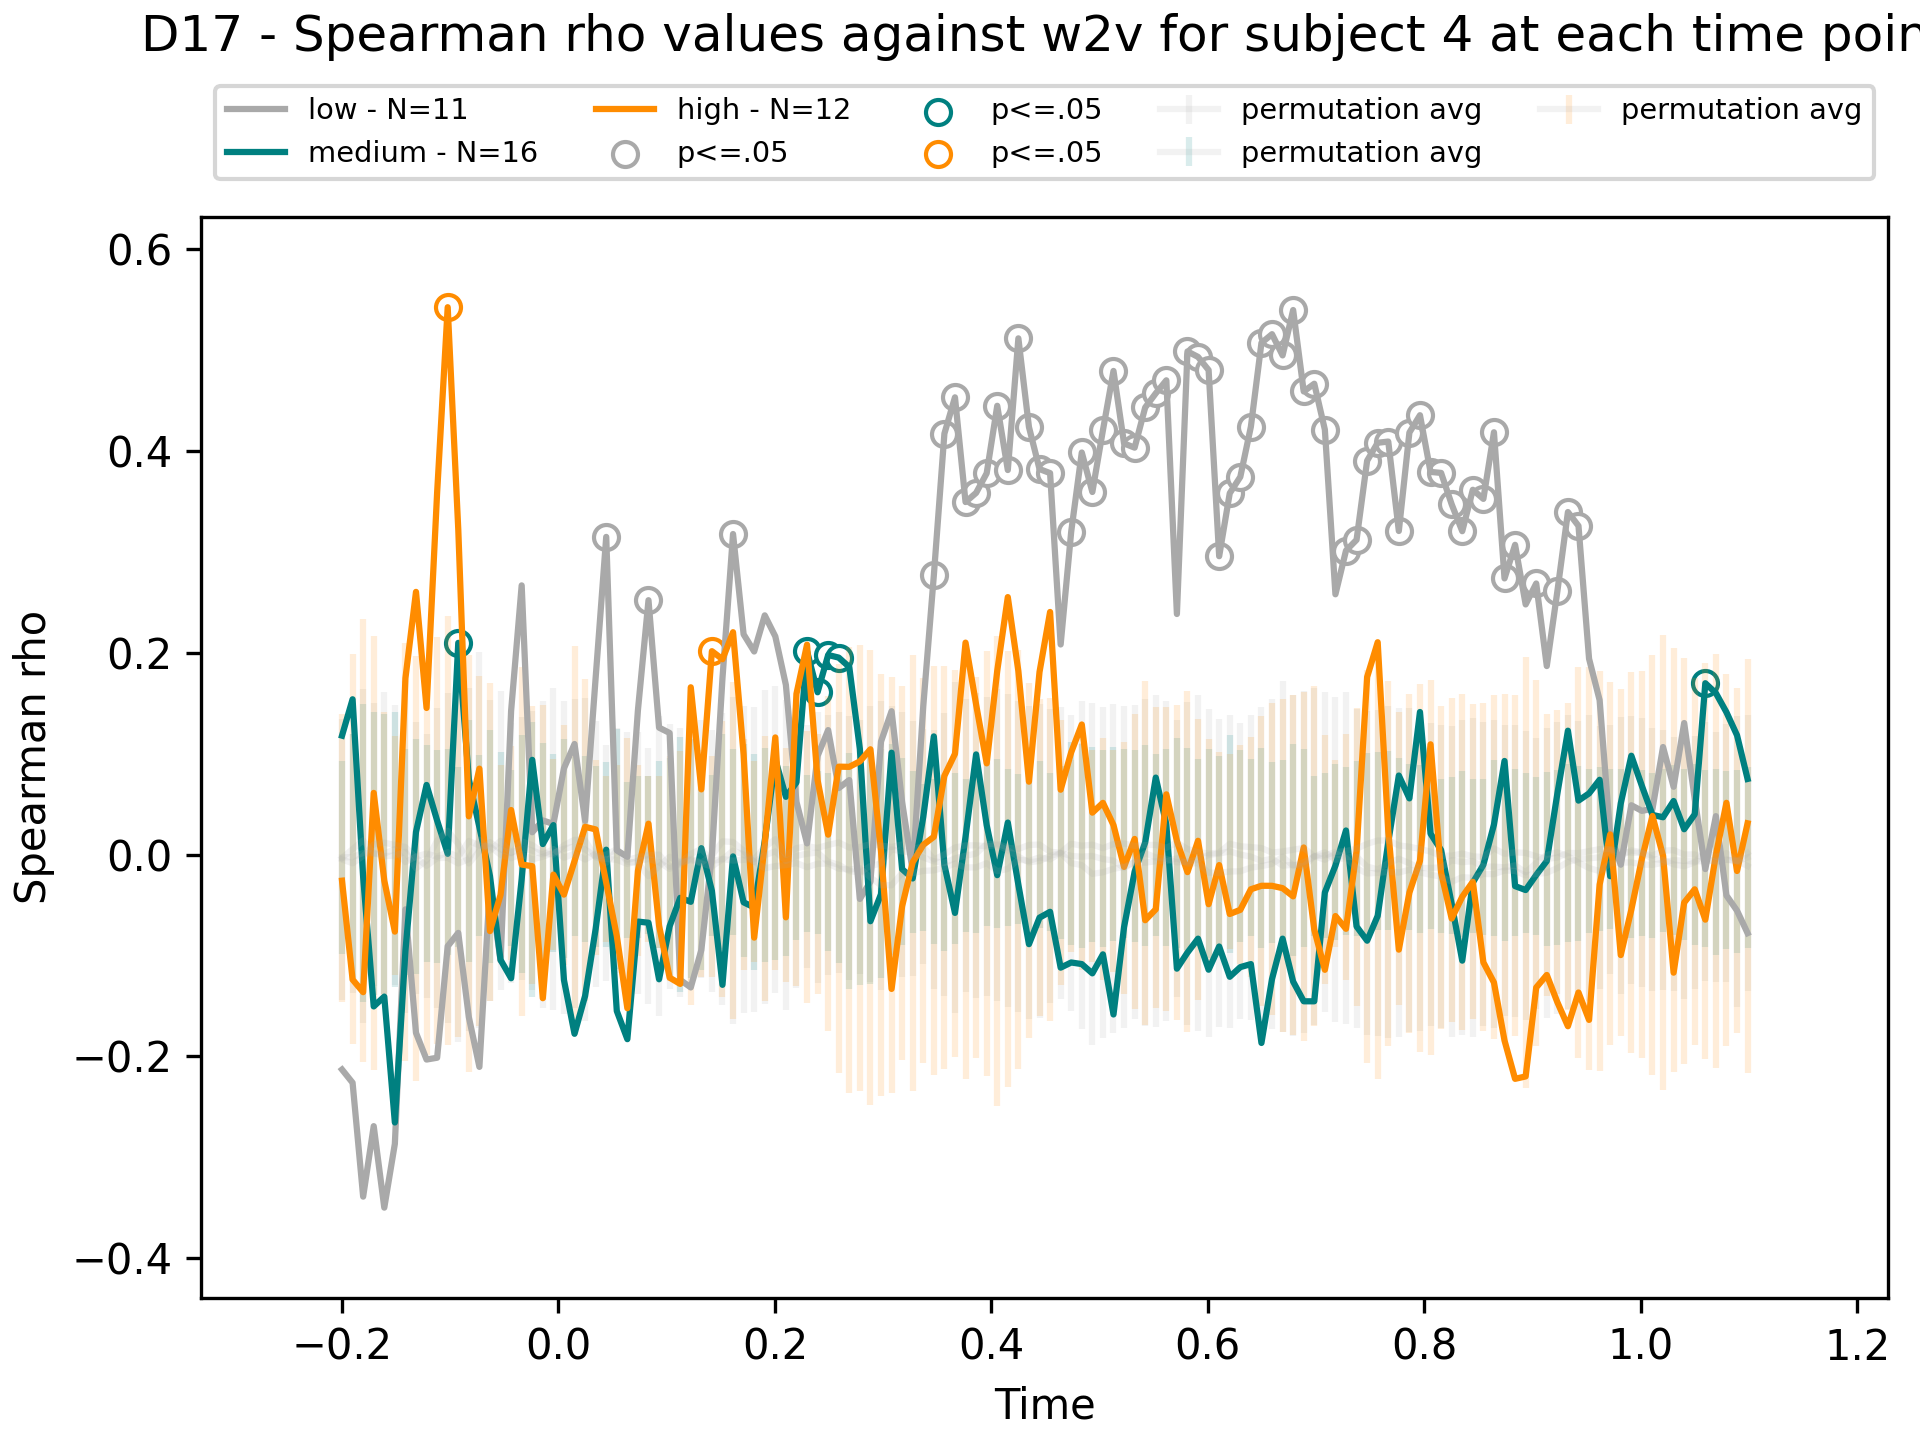 D17 - Spearman rho values against w2v for subject 4 at each time poin
low - N=11
medium - N=16
high - N=12
p<=.05
p<=.05
p<=.05
permutation avg
permutation avg
permutation avg
Spearman rho
0.6
0.4
0.2
0.0
−0.2
−0.4
−0.2 0.0 0.2 0.4 0.6 0.8 1.0 1.2
Time